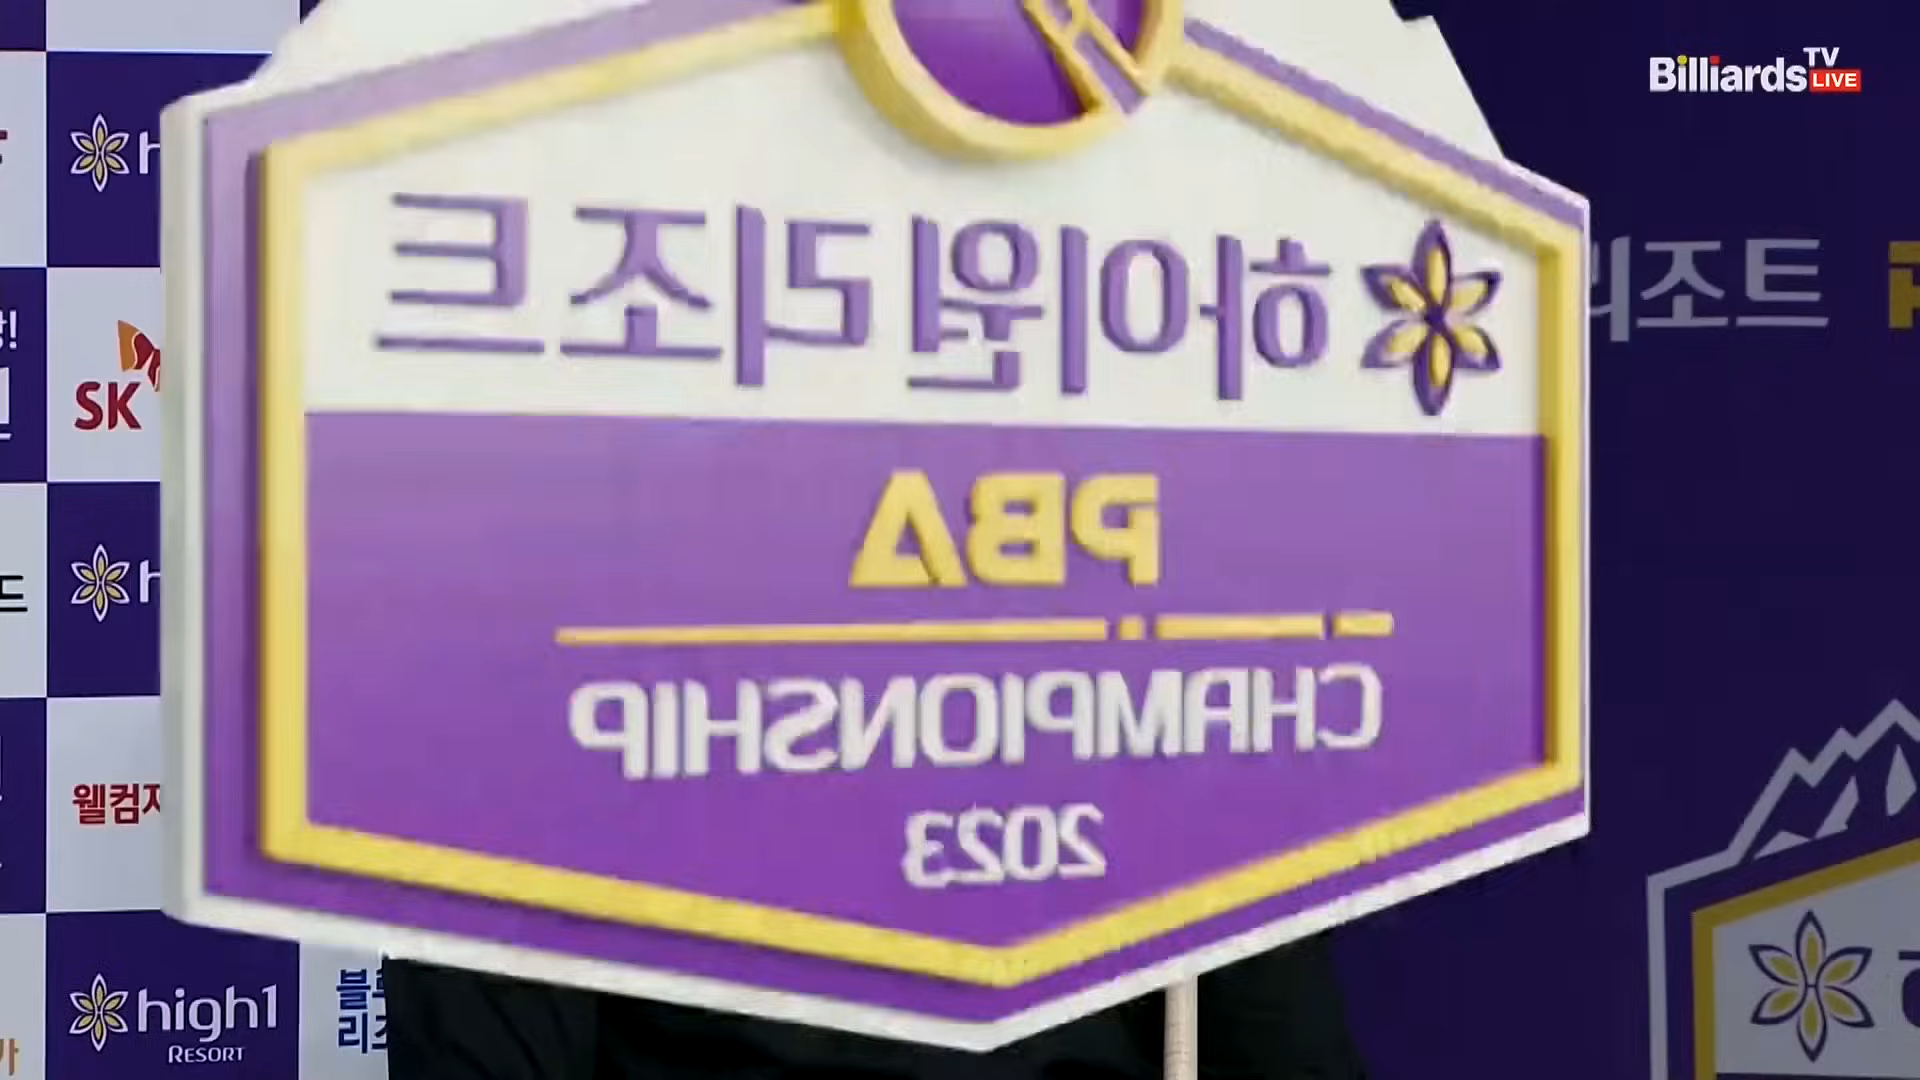 Billiards TV
LIVE
하이원리조트
PBA
CHAMPIONSHIP
2023
SK
high1
RESORT
리조트